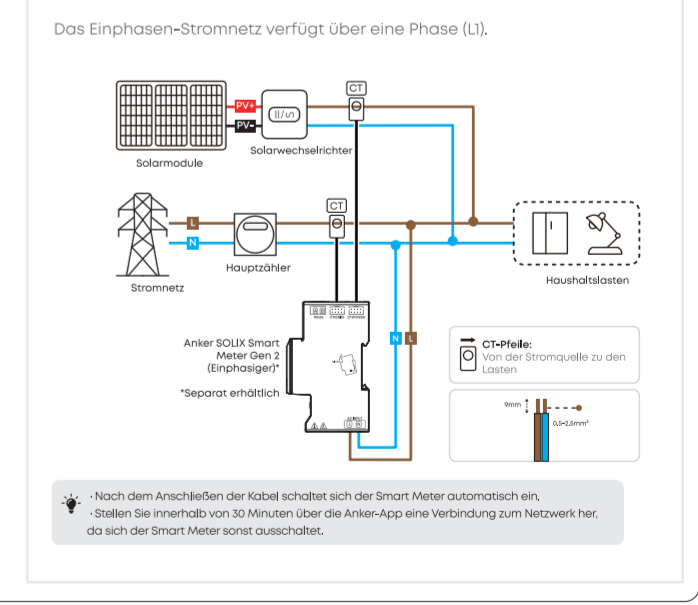 Das Einphasen-Stromnetz verfügt über eine Phase (L1).
CT
PV+
PV-
Solarwechselrichter
Solarmodule
CT
L
N
Hauptzähler
Stromnetz
Haushaltslasten
Anker SOLIX Smart
Meter Gen 2
(Einphasiger)*
*Separat erhältlich
N
L
AC INPUT
L
N
CT-Pfeile:
Von der Stromquelle zu den
Lasten
9mm
0,5-2,5mm²
· Nach dem Anschließen der Kabel schaltet sich der Smart Meter automatisch ein.
· Stellen Sie innerhalb von 30 Minuten über die Anker-App eine Verbindung zum Netzwerk her,
da sich der Smart Meter sonst ausschaltet.